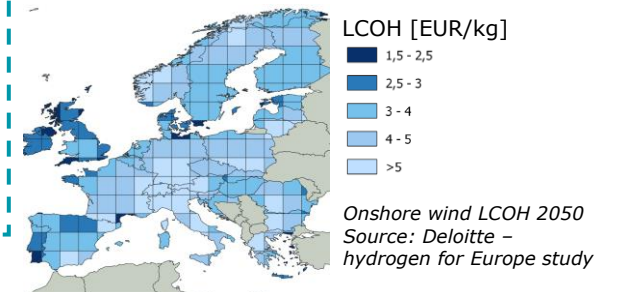 LCOH [EUR/kg]
1,5 - 2,5
2,5 - 3
3 - 4
4 - 5
>5
Onshore wind LCOH 2050
Source: Deloitte –
hydrogen for Europe study